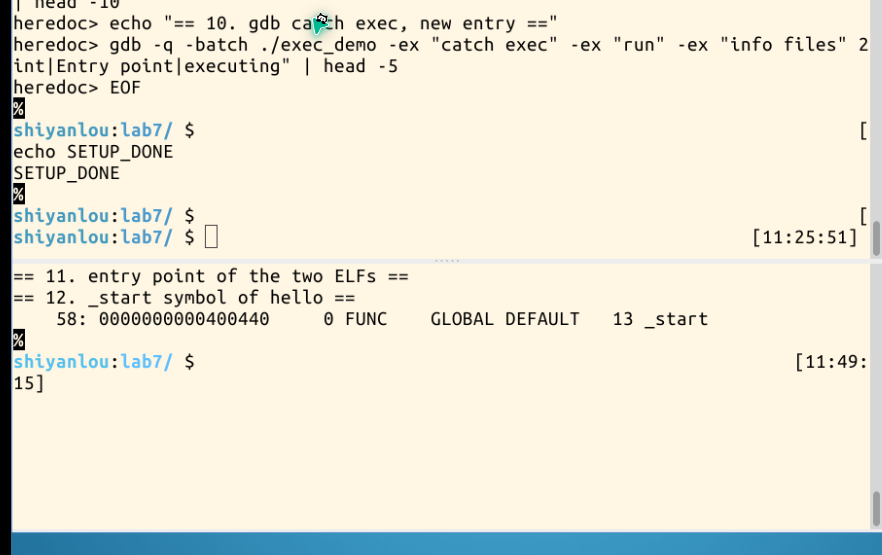 | head -10
heredoc> echo "== 10. gdb catch exec, new entry =="
heredoc> gdb -q -batch ./exec_demo -ex "catch exec" -ex "run" -ex "info files" 2
int|Entry point|executing" | head -5
heredoc> EOF
%
shiyanlou:lab7/ $ [
echo SETUP_DONE
SETUP_DONE
%
shiyanlou:lab7/ $ [
shiyanlou:lab7/ $ [11:25:51]
== 11. entry point of the two ELFs ==
== 12. _start symbol of hello ==
58: 0000000000400440 0 FUNC GLOBAL DEFAULT 13 _start
%
shiyanlou:lab7/ $ [11:49:
15]